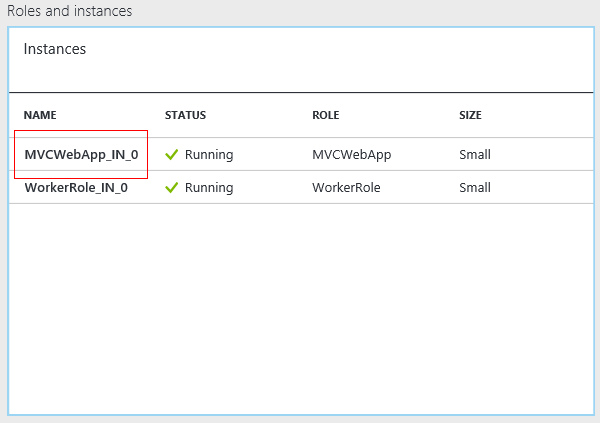 Roles and instances
Instances
NAME STATUS ROLE SIZE
MVCWebApp_IN_0 Running MVCWebApp Small
WorkerRole_IN_0 Running WorkerRole Small